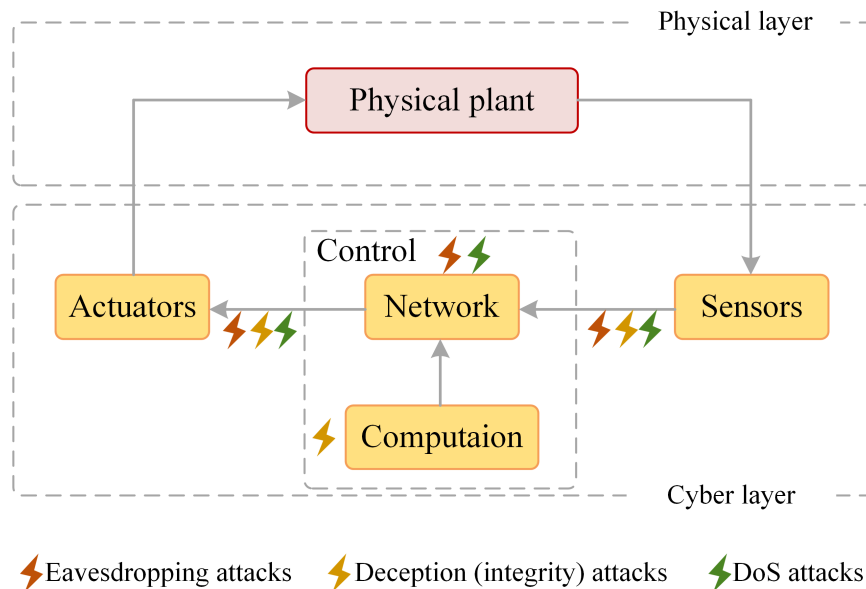 Physical layer
Physical plant
Control
Actuators
Network
Sensors
Computaion
Cyber layer
Eavesdropping attacks
Deception (integrity) attacks
DoS attacks